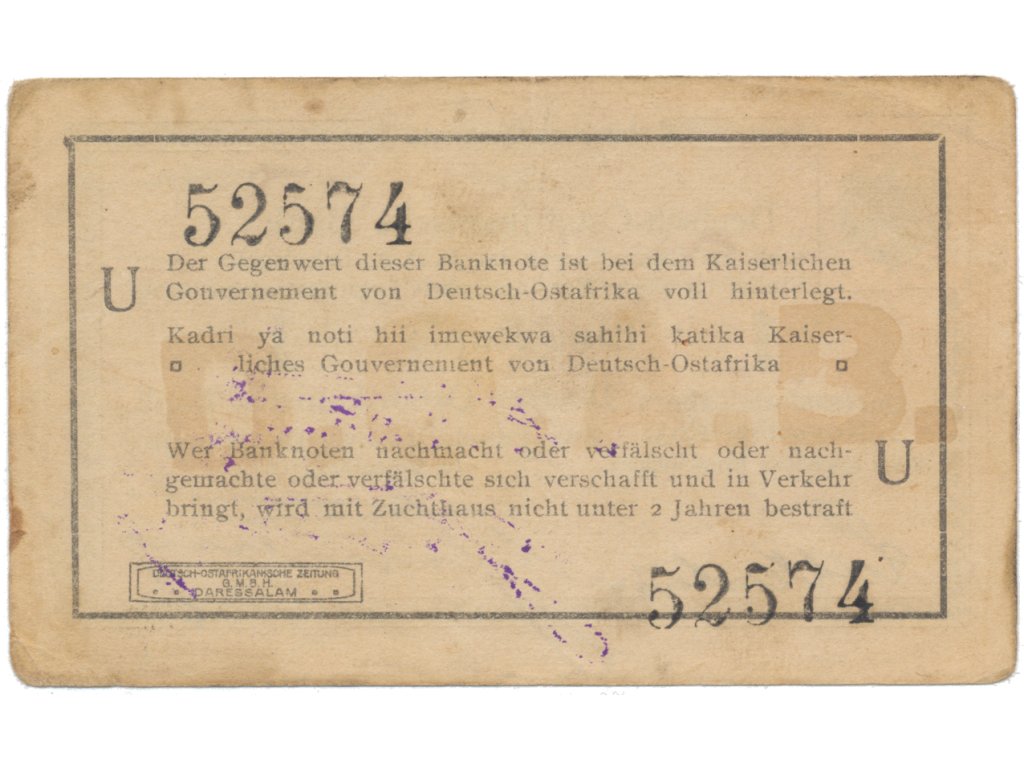 52574
U
Der Gegenwert dieser Banknote ist bei dem Kaiserlichen
Gouvernement von Deutsch-Ostafrika voll hinterlegt.
Kadri ya noti hii imewekwa sahihi katika Kaiser-
liches Gouvernement von Deutsch-Ostafrika
Wer Banknoten nachmacht oder verfälscht oder nach-
gemachte oder verfälschte sich verschafft und in Verkehr
bringt, wird mit Zuchthaus nicht unter 2 Jahren bestraft
U
DEUTSCH-OSTAFRIKANISCHE ZEITUNG
G.M.B.H.
DARESSALAM
52574